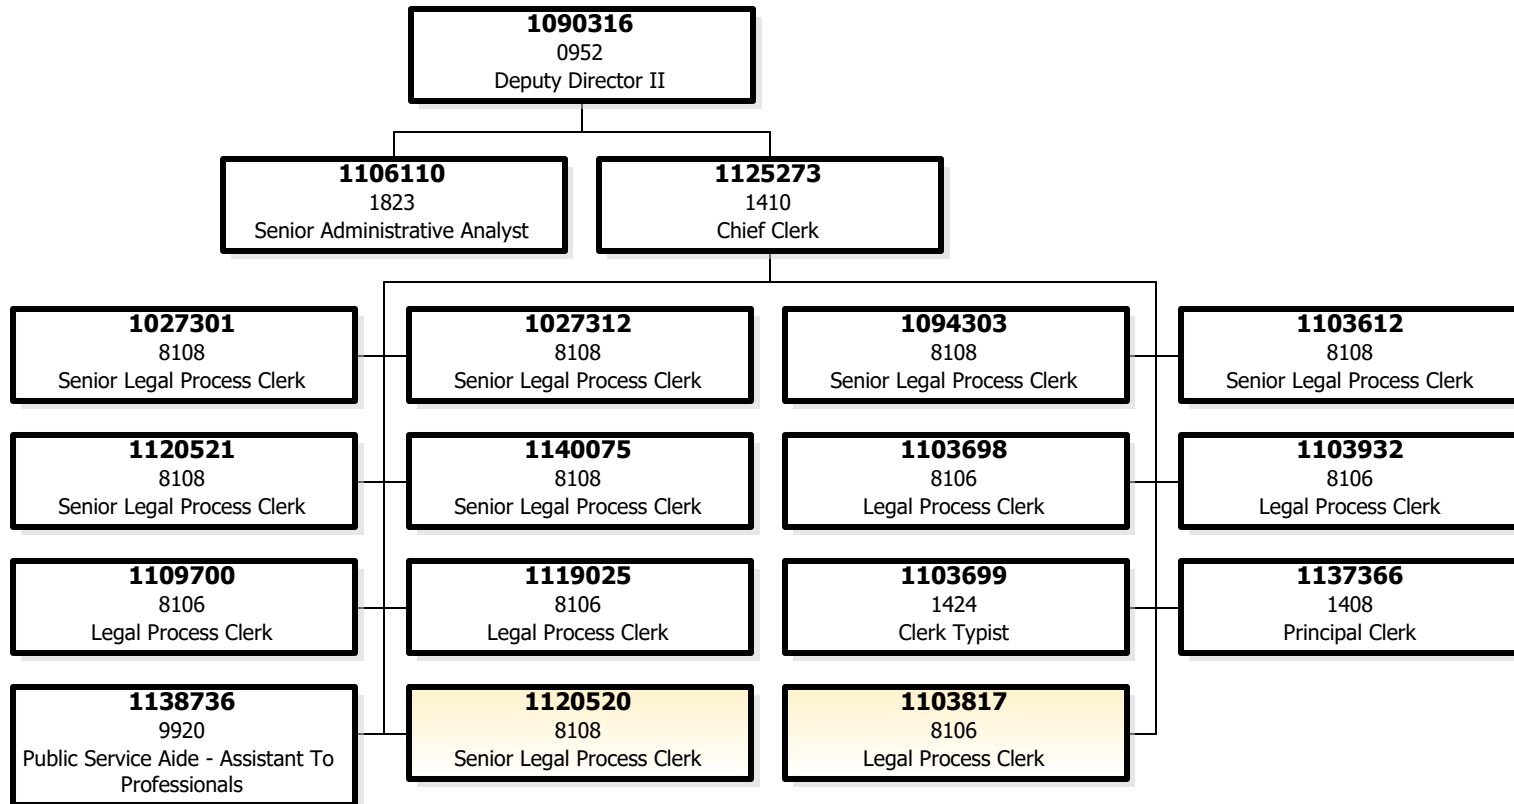 1090316
0952
Deputy Director II
1106110
1823
Senior Administrative Analyst
1125273
1410
Chief Clerk
1027301
8108
Senior Legal Process Clerk
1027312
8108
Senior Legal Process Clerk
1094303
8108
Senior Legal Process Clerk
1103612
8108
Senior Legal Process Clerk
1120521
8108
Senior Legal Process Clerk
1140075
8108
Senior Legal Process Clerk
1103698
8106
Legal Process Clerk
1103932
8106
Legal Process Clerk
1109700
8106
Legal Process Clerk
1119025
8106
Legal Process Clerk
1103699
1424
Clerk Typist
1137366
1408
Principal Clerk
1138736
9920
Public Service Aide - Assistant To
Professionals
1120520
8108
Senior Legal Process Clerk
1103817
8106
Legal Process Clerk